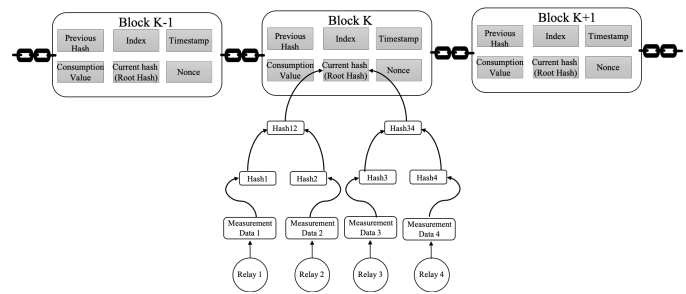 Block K-1
Previous
Hash
Index
Timestamp
Consumption
Value
Current hash
(Root Hash)
Nonce
Block K
Previous
Hash
Index
Timestamp
Consumption
Value
Current hash
(Root Hash)
Nonce
Block K+1
Previous
Hash
Index
Timestamp
Consumption
Value
Current hash
(Root Hash)
Nonce
Hash12
Hash34
Hash1
Hash2
Hash3
Hash4
Measurement
Data 1
Measurement
Data 2
Measurement
Data 3
Measurement
Data 4
Relay 1
Relay 2
Relay 3
Relay 4